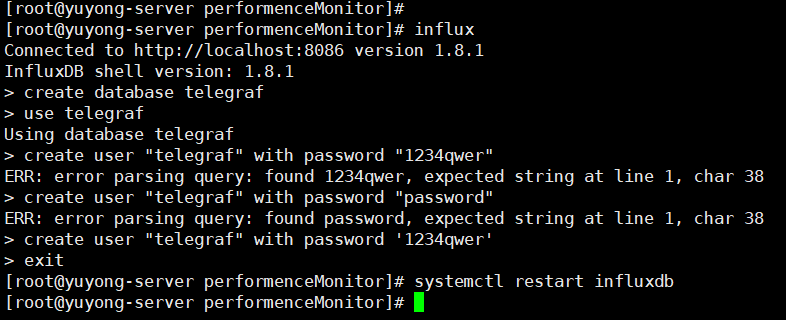 [root@yuyong-server performenceMonitor]#
[root@yuyong-server performenceMonitor]# influx
Connected to http://localhost:8086 version 1.8.1
InfluxDB shell version: 1.8.1
> create database telegraf
> use telegraf
Using database telegraf
> create user "telegraf" with password "1234qwer"
ERR: error parsing query: found 1234qwer, expected string at line 1, char 38
> create user "telegraf" with password "password"
ERR: error parsing query: found password, expected string at line 1, char 38
> create user "telegraf" with password '1234qwer'
> exit
[root@yuyong-server performenceMonitor]# systemctl restart influxdb
[root@yuyong-server performenceMonitor]#